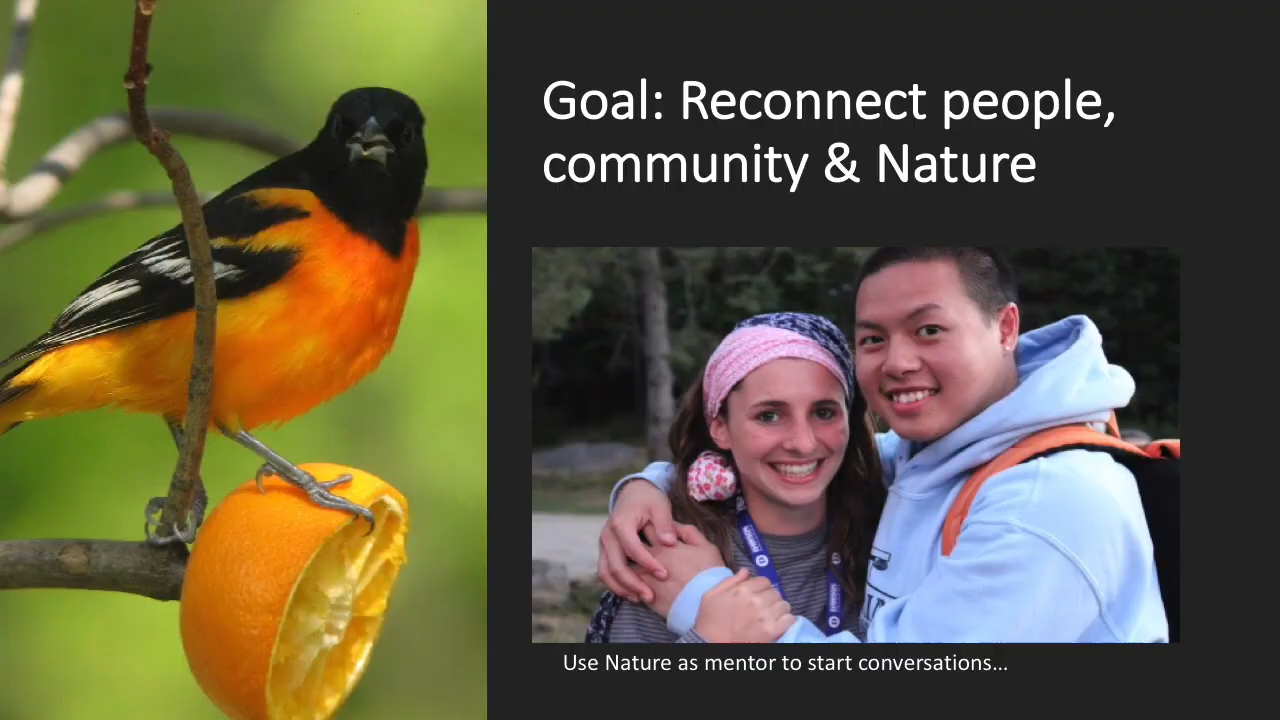 Goal: Reconnect people,
community & Nature
Use Nature as mentor to start conversations...